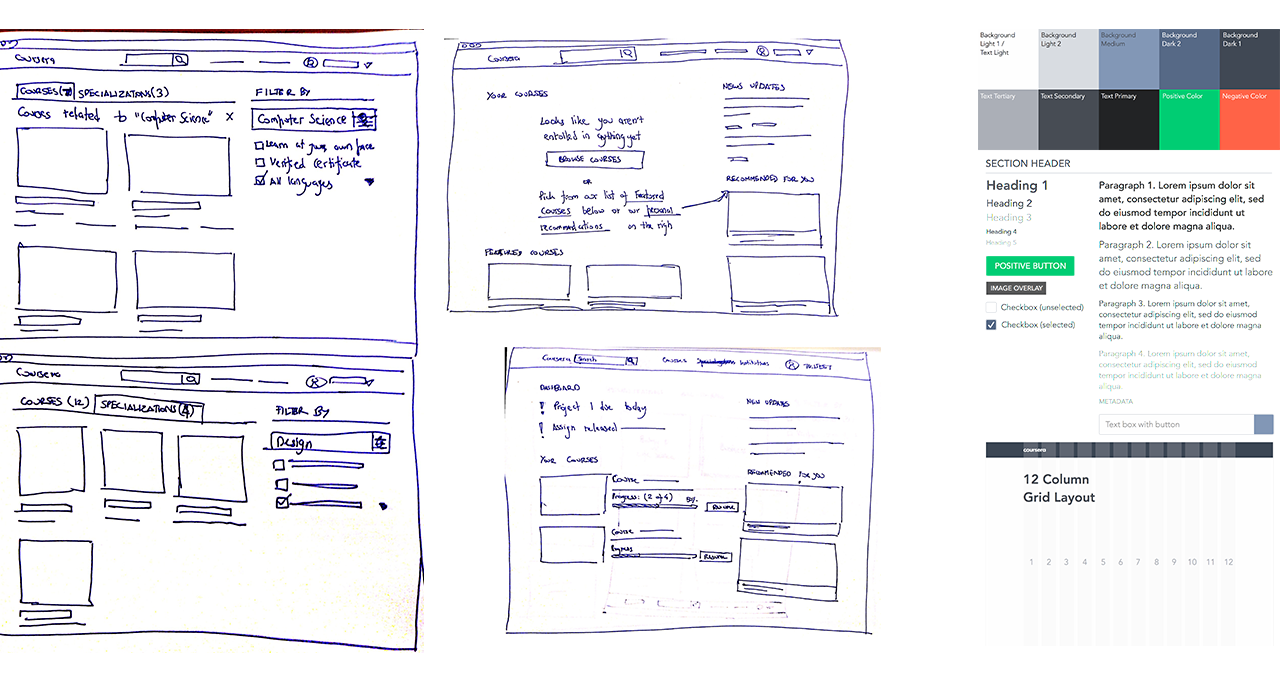 Coursera
COURSES(7) SPECIALIZATIONS(3)
Courses related to "Computer Science" X
FILTER BY
Computer Science
Learn at your own pace
Verified Certificate
All languages
Coursera
COURSES (12) SPECIALIZATIONS(4)
FILTER BY
Design
Coursera
YOUR COURSES
Looks like you aren't
enrolled in anything yet
BROWSE COURSES
OR
Pick from our list of Featured
Courses below or our personal
recommendations on the right
FEATURED COURSES
NEWS UPDATES
RECOMMENDED FOR YOU
Coursera Search Courses Specializations Institutions
DASHBOARD
! Project 1 due today
! Assign released
YOUR COURSES
Course
Progress: (2 of 4) 50%
RESUME
Course
Progress
RESUME
NEW UPDATES
RECOMMENDED FOR YOU
Background
Light 1 /
Text Light
Background
Light 2
Background
Medium
Background
Dark 2
Background
Dark 1
Text Tertiary
Text Secondary
Text Primary
Positive Color
Negative Color
SECTION HEADER
Heading 1
Heading 2
Heading 3
Heading 4
Heading 5
POSITIVE BUTTON
IMAGE OVERLAY
Checkbox (unselected)
Checkbox (selected)
Paragraph 1. Lorem ipsum dolor sit
amet, consectetur adipiscing elit, sed
do eiusmod tempor incididunt ut
labore et dolore magna aliqua.
Paragraph 2. Lorem ipsum dolor sit
amet, consectetur adipiscing elit, sed
do eiusmod tempor incididunt ut labore
et dolore magna aliqua.
Paragraph 3. Lorem ipsum dolor sit amet,
consectetur adipiscing elit, sed do eiusmod
tempor incididunt ut labore et dolore magna
aliqua.
Paragraph 4. Lorem ipsum dolor sit amet,
consectetur adipiscing elit, sed do eiusmod
tempor incididunt ut labore et dolore magna
aliqua.
METADATA
Text box with button
coursera
12 Column
Grid Layout
1 2 3 4 5 6 7 8 9 10 11 12